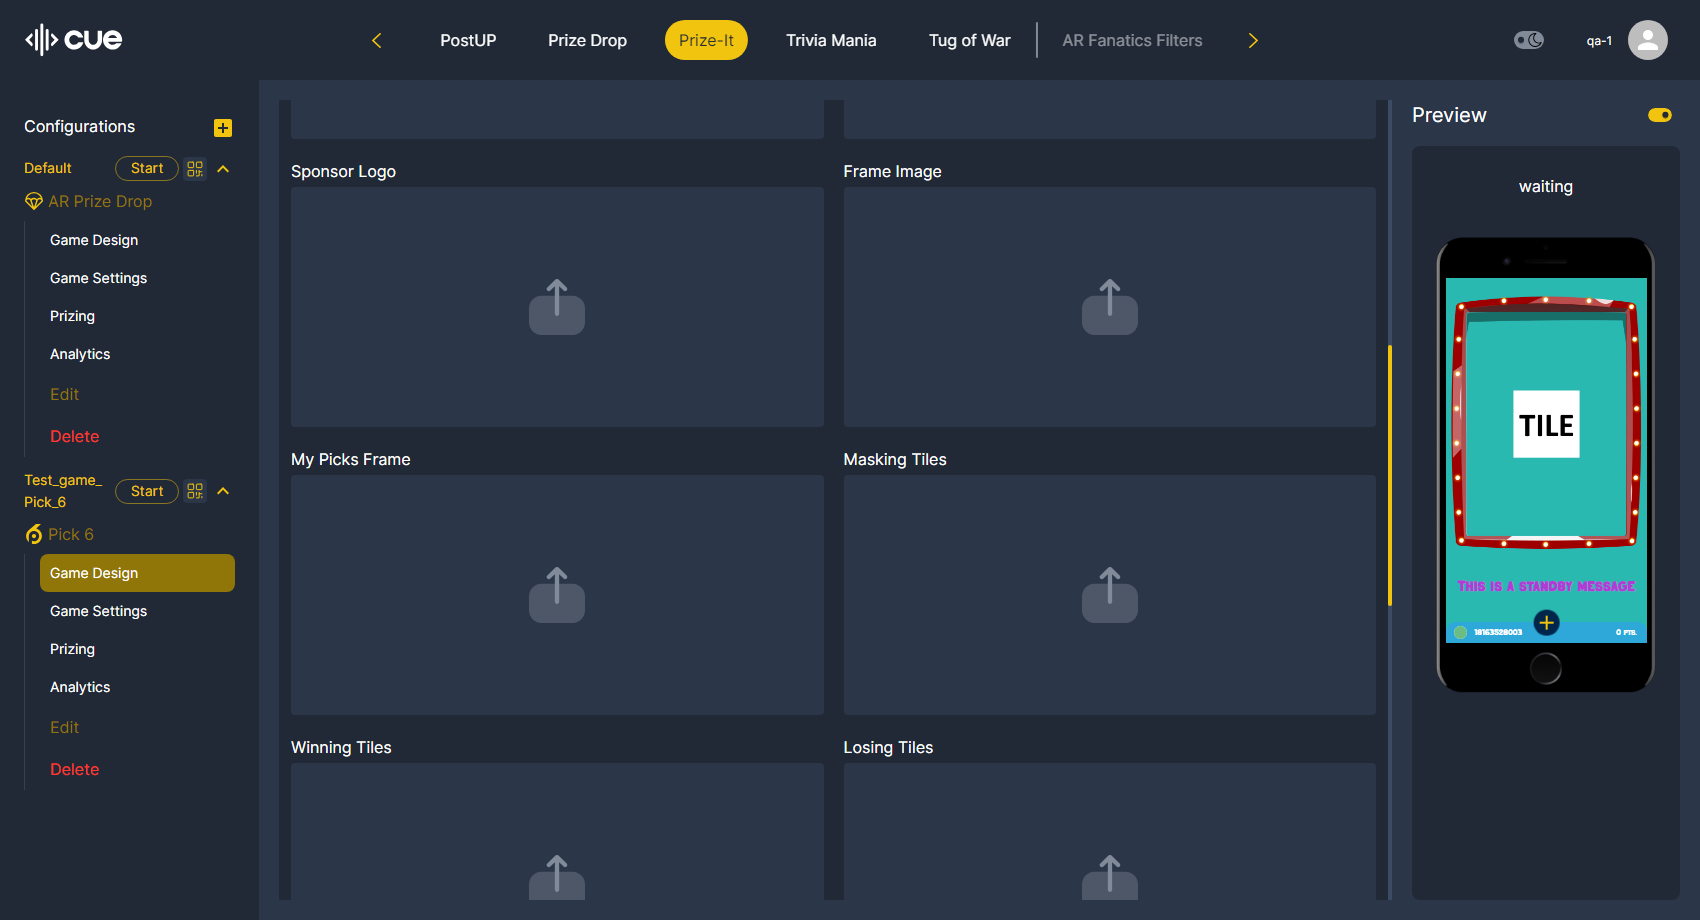 cue
PostUP
Prize Drop
Prize-It
Trivia Mania
Tug of War
AR Fanatics Filters
qa-1
Configurations
Default
Start
AR Prize Drop
Game Design
Game Settings
Prizing
Analytics
Edit
Delete
Test_game_
Pick_6
Start
Pick 6
Game Design
Game Settings
Prizing
Analytics
Edit
Delete
Sponsor Logo
Frame Image
My Picks Frame
Masking Tiles
Winning Tiles
Losing Tiles
Preview
waiting
TILE
THIS IS A STANDBY MESSAGE
19163528003
0 PTS.